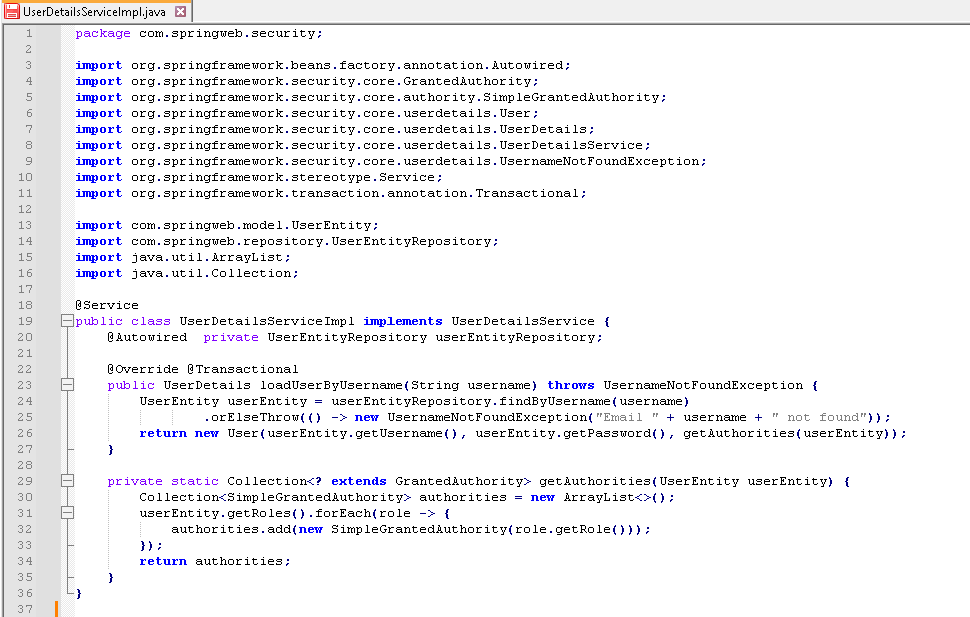 UserDetailsServiceImpl.java
1 package com.springweb.security;
2
3 import org.springframework.beans.factory.annotation.Autowired;
4 import org.springframework.security.core.GrantedAuthority;
5 import org.springframework.security.core.authority.SimpleGrantedAuthority;
6 import org.springframework.security.core.userdetails.User;
7 import org.springframework.security.core.userdetails.UserDetails;
8 import org.springframework.security.core.userdetails.UserDetailsService;
9 import org.springframework.security.core.userdetails.UsernameNotFoundException;
10 import org.springframework.stereotype.Service;
11 import org.springframework.transaction.annotation.Transactional;
12
13 import com.springweb.model.UserEntity;
14 import com.springweb.repository.UserEntityRepository;
15 import java.util.ArrayList;
16 import java.util.Collection;
17
18 @Service
19 public class UserDetailsServiceImpl implements UserDetailsService {
20     @Autowired  private UserEntityRepository userEntityRepository;
21
22     @Override @Transactional
23     public UserDetails loadUserByUsername(String username) throws UsernameNotFoundException {
24         UserEntity userEntity = userEntityRepository.findByUsername(username)
25                 .orElseThrow(() -> new UsernameNotFoundException("Email " + username + " not found"));
26         return new User(userEntity.getUsername(), userEntity.getPassword(), getAuthorities(userEntity));
27     }
28
29     private static Collection<? extends GrantedAuthority> getAuthorities(UserEntity userEntity) {
30         Collection<SimpleGrantedAuthority> authorities = new ArrayList<>();
31         userEntity.getRoles().forEach(role -> {
32             authorities.add(new SimpleGrantedAuthority(role.getRole()));
33         });
34         return authorities;
35     }
36 }
37